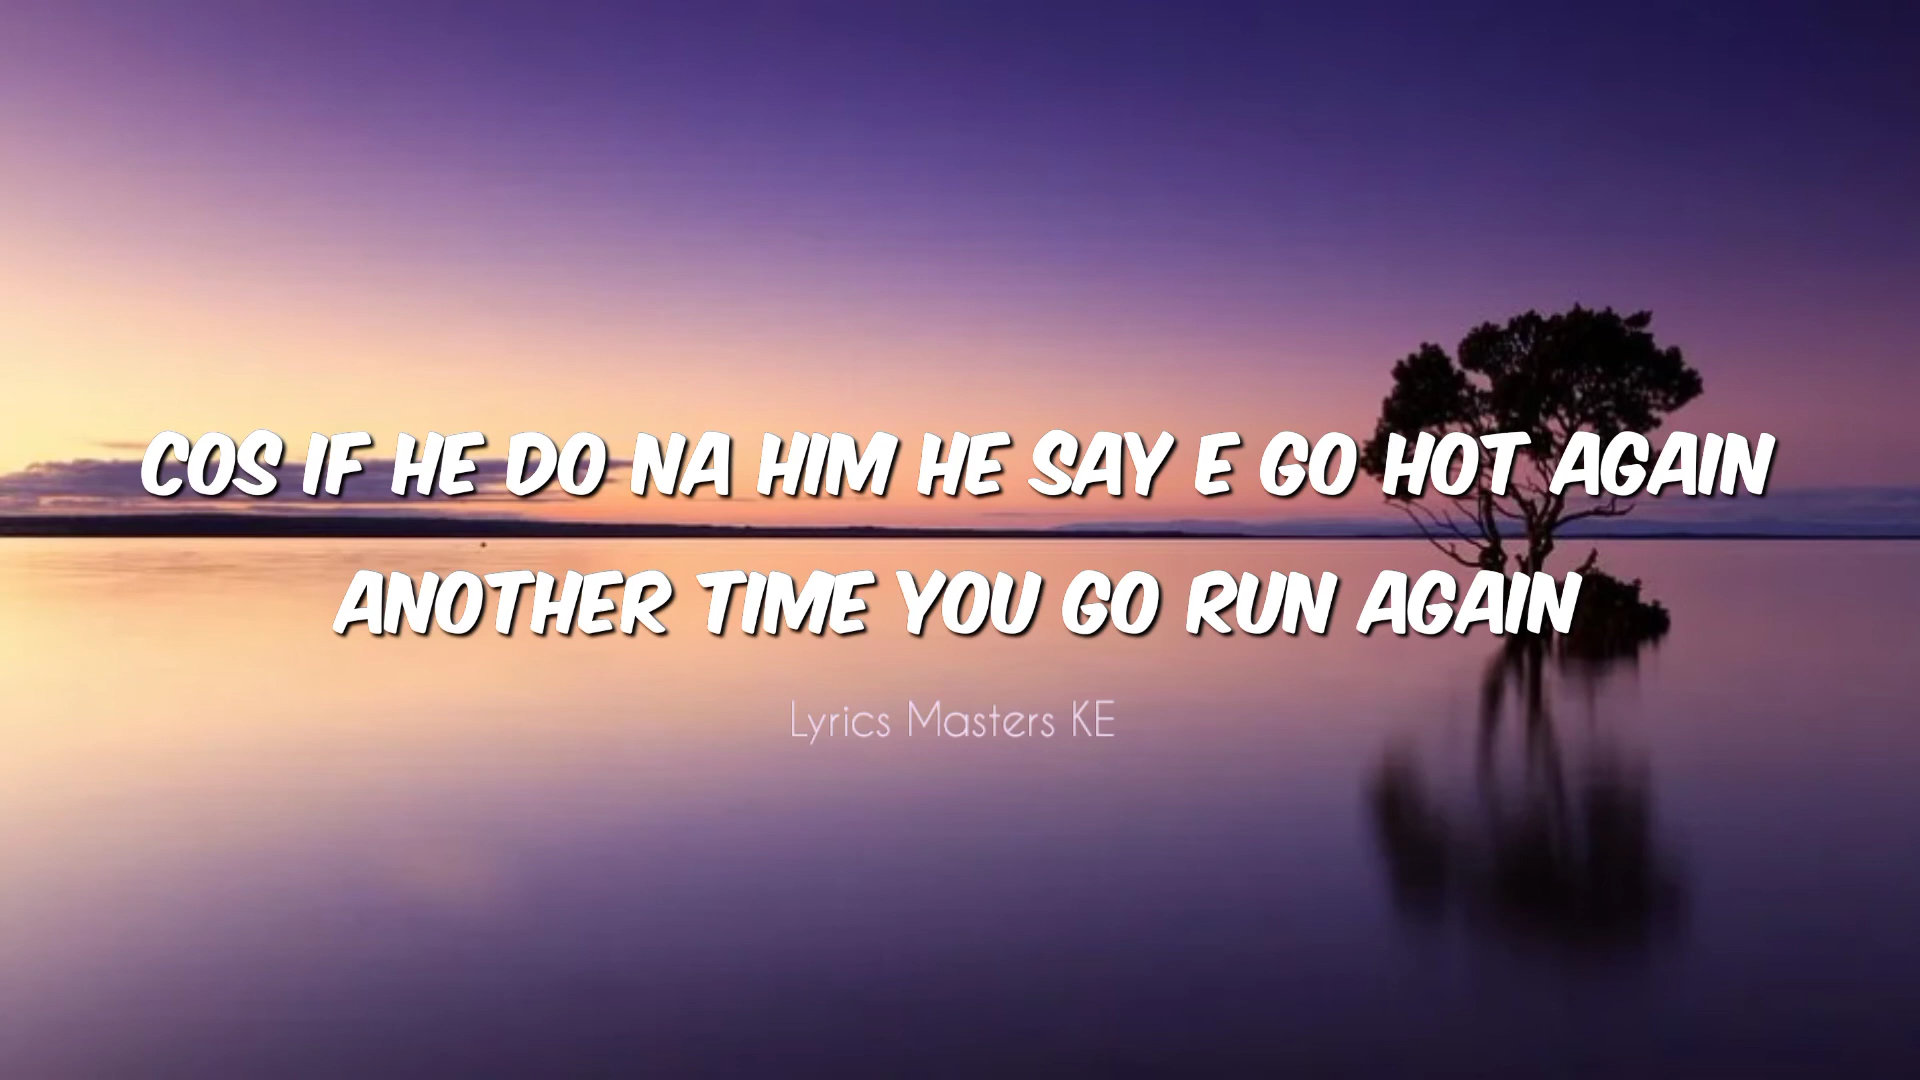 COS IF HE DO NA HIM HE SAY E GO HOT AGAIN
ANOTHER TIME YOU GO RUN AGAIN
Lyrics Masters KE